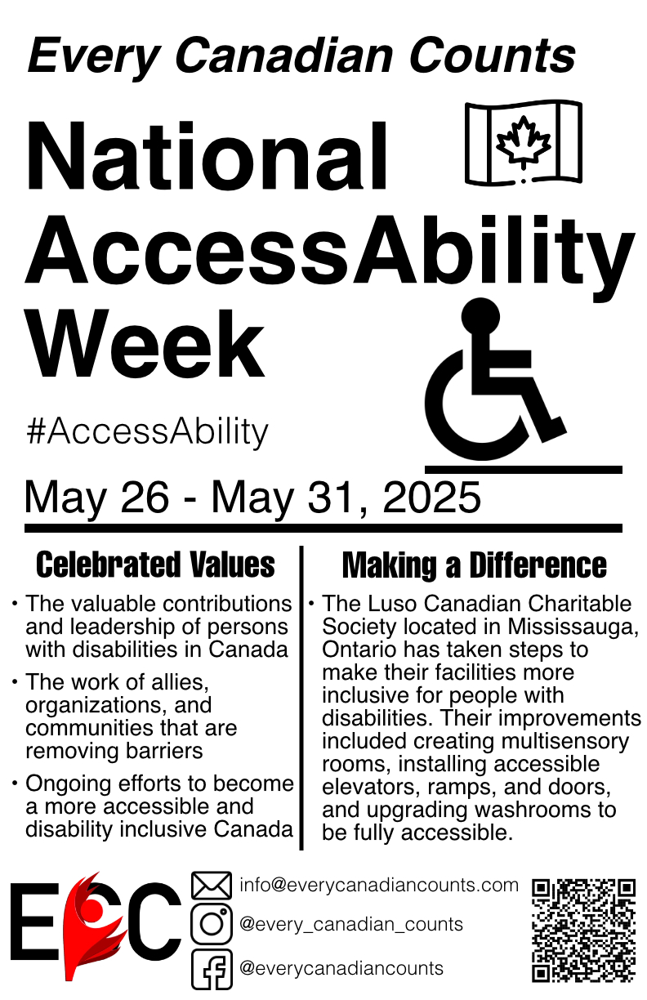 Every Canadian Counts
National
AccessAbility
Week
#AccessAbility
May 26 - May 31, 2025
Celebrated Values
• The valuable contributions
and leadership of persons
with disabilities in Canada
• The work of allies,
organizations, and
communities that are
removing barriers
• Ongoing efforts to become
a more accessible and
disability inclusive Canada
Making a Difference
• The Luso Canadian Charitable
Society located in Mississauga,
Ontario has taken steps to
make their facilities more
inclusive for people with
disabilities. Their improvements
included creating multisensory
rooms, installing accessible
elevators, ramps, and doors,
and upgrading washrooms to
be fully accessible.
ECC
info@everycanadiancounts.com
@every_canadian_counts
@everycanadiancounts